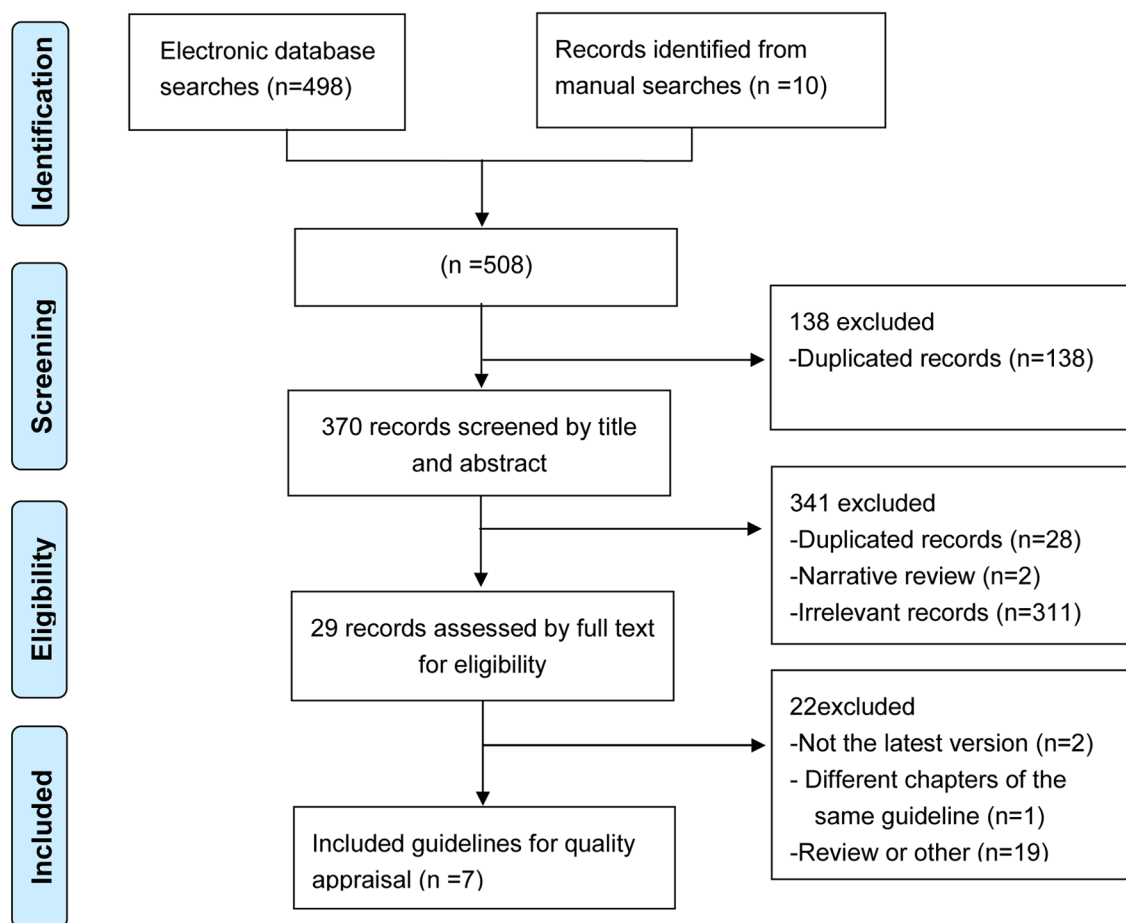 Identification
Electronic database
searches (n=498)
Records identified from
manual searches (n =10)
(n =508)
Screening
138 excluded
-Duplicated records (n=138)
370 records screened by title
and abstract
Eligibility
341 excluded
-Duplicated records (n=28)
-Narrative review (n=2)
-Irrelevant records (n=311)
29 records assessed by full text
for eligibility
Included
22excluded
-Not the latest version (n=2)
- Different chapters of the
same guideline (n=1)
-Review or other (n=19)
Included guidelines for quality
appraisal (n =7)